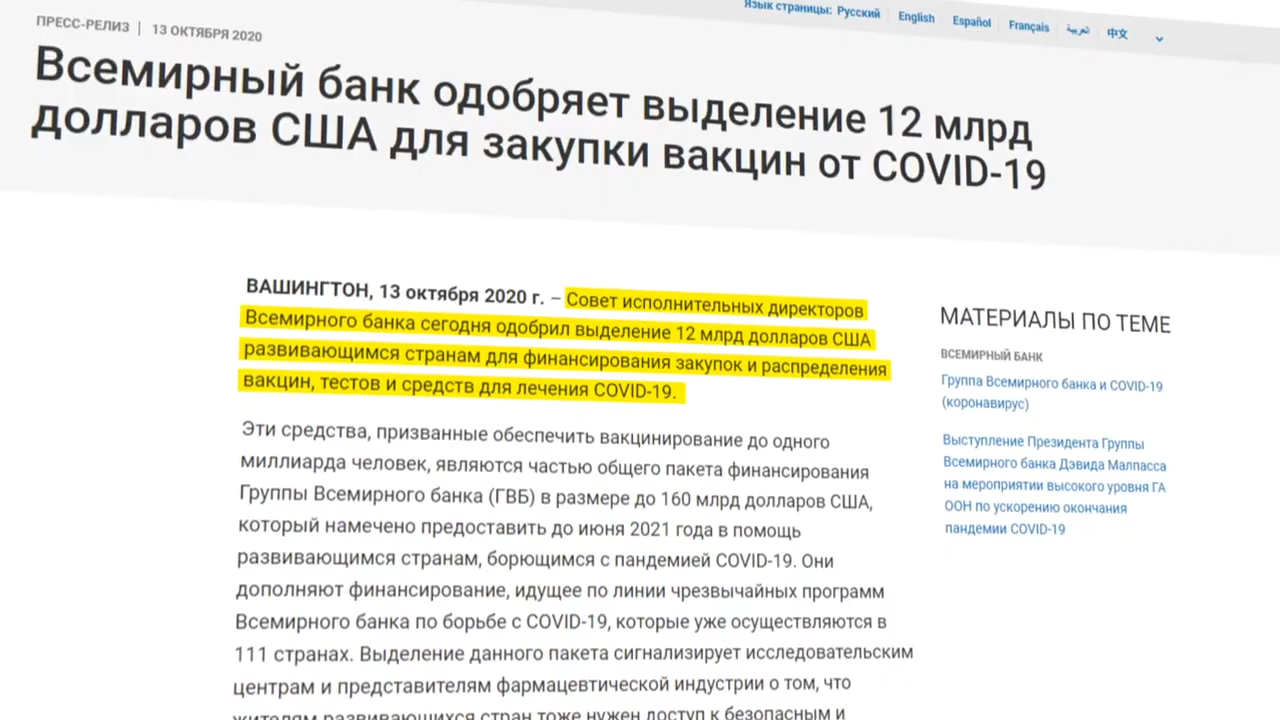 Язык страницы: Русский English Español Français العربية 中文
ПРЕСС-РЕЛИЗ | 13 ОКТЯБРЯ 2020
Всемирный банк одобряет выделение 12 млрд
долларов США для закупки вакцин от COVID-19
ВАШИНГТОН, 13 октября 2020 г. – Совет исполнительных директоров
Всемирного банка сегодня одобрил выделение 12 млрд долларов США
развивающимся странам для финансирования закупок и распределения
вакцин, тестов и средств для лечения COVID-19.
Эти средства, призванные обеспечить вакцинирование до одного
миллиарда человек, являются частью общего пакета финансирования
Группы Всемирного банка (ГВБ) в размере до 160 млрд долларов США,
который намечено предоставить до июня 2021 года в помощь
развивающимся странам, борющимся с пандемией COVID-19. Они
дополняют финансирование, идущее по линии чрезвычайных программ
Всемирного банка по борьбе с COVID-19, которые уже осуществляются в
111 странах. Выделение данного пакета сигнализирует исследовательским
центрам и представителям фармацевтической индустрии о том, что
жителям развивающихся стран тоже нужен доступ к безопасным и
МАТЕРИАЛЫ ПО ТЕМЕ
ВСЕМИРНЫЙ БАНК
Группа Всемирного банка и COVID-19
(коронавирус)
Выступление Президента Группы
Всемирного банка Дэвида Малпасса
на мероприятии высокого уровня ГА
ООН по ускорению окончания
пандемии COVID-19